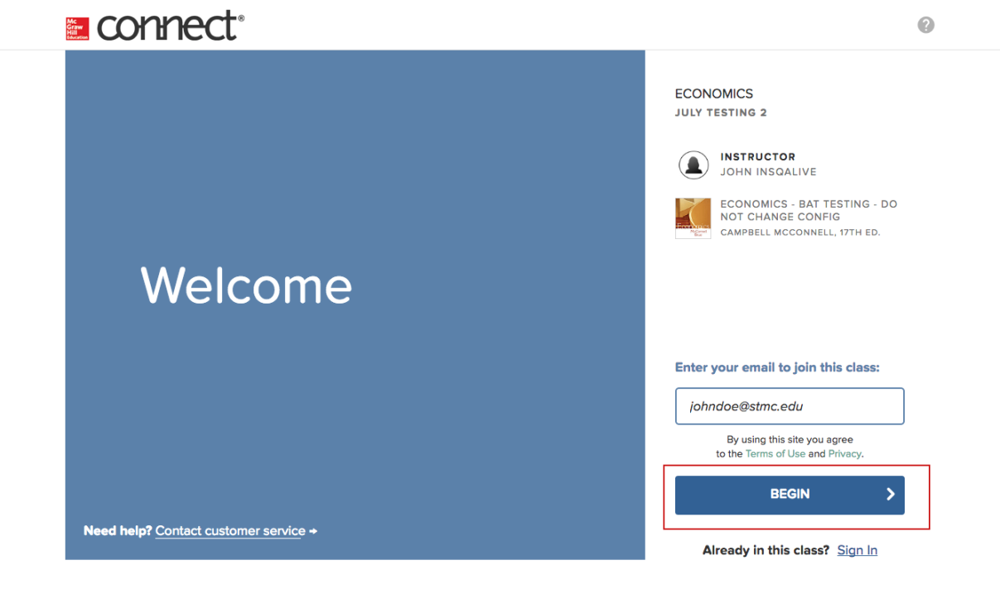 Mc
Graw
Hill
Education
connect®
?
ECONOMICS
JULY TESTING 2
INSTRUCTOR
JOHN INSQALIVE
ECONOMICS - BAT TESTING - DO
NOT CHANGE CONFIG
CAMPBELL MCCONNELL, 17TH ED.
Economics
Welcome
Enter your email to join this class:
johndoe@stmc.edu
By using this site you agree
to the Terms of Use and Privacy.
BEGIN
Need help? Contact customer service
Already in this class? Sign In